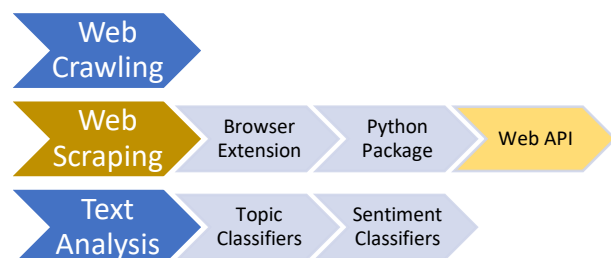 Web
Crawling
Web
Scraping
Browser
Extension
Python
Package
Web API
Text
Analysis
Topic
Classifiers
Sentiment
Classifiers